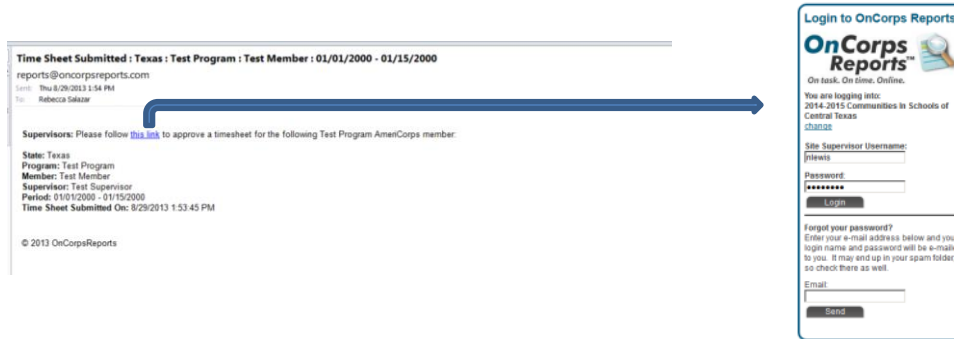 Time Sheet Submitted : Texas : Test Program : Test Member : 01/01/2000 - 01/15/2000
reports@oncorpsreports.com
Sent: Thu 8/29/2013 1:54 PM
To: Rebecca Salazar
Supervisors: Please follow this link to approve a timesheet for the following Test Program AmeriCorps member:
State: Texas
Program: Test Program
Member: Test Member
Supervisor: Test Supervisor
Period: 01/01/2000 - 01/15/2000
Time Sheet Submitted On: 8/29/2013 1:53:45 PM
© 2013 OnCorpsReports
Login to OnCorps Reports
OnCorps
Reports™
On task. On time. Online.
You are logging into:
2014-2015 Communities In Schools of
Central Texas
change
Site Supervisor Username:
nlewis
Password:
••••••••
Login
Forgot your password?
Enter your e-mail address below and you
login name and password will be e-maile
to you. It may end up in your spam folder,
so check there as well.
Email:
Send